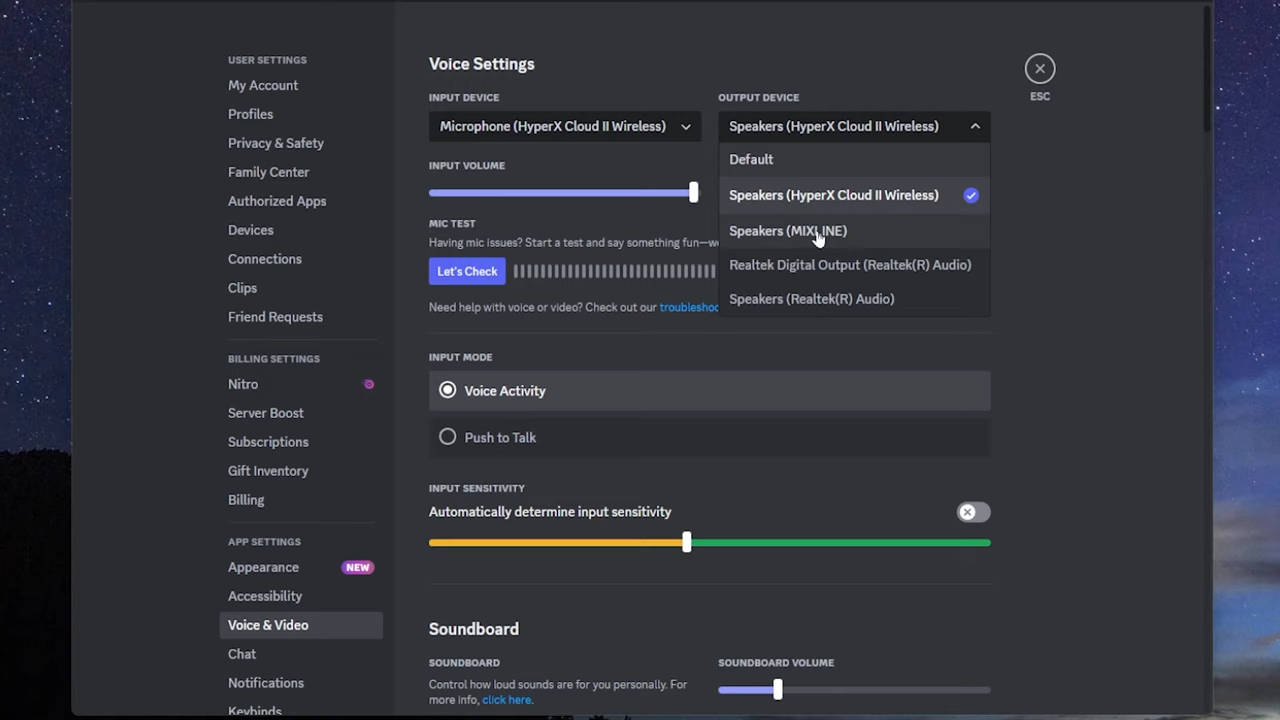 USER SETTINGS
My Account
Profiles
Privacy & Safety
Family Center
Authorized Apps
Devices
Connections
Clips
Friend Requests
BILLING SETTINGS
Nitro
Server Boost
Subscriptions
Gift Inventory
Billing
APP SETTINGS
Appearance NEW
Accessibility
Voice & Video
Chat
Notifications
Keybinds
Voice Settings
INPUT DEVICE
Microphone (HyperX Cloud II Wireless)
INPUT VOLUME
MIC TEST
Having mic issues? Start a test and say something fun—we
Let's Check
Need help with voice or video? Check out our troubleshoo
OUTPUT DEVICE
Speakers (HyperX Cloud II Wireless)
Default
Speakers (HyperX Cloud II Wireless)
Speakers (MIXLINE)
Realtek Digital Output (Realtek(R) Audio)
Speakers (Realtek(R) Audio)
ESC
INPUT MODE
Voice Activity
Push to Talk
INPUT SENSITIVITY
Automatically determine input sensitivity
Soundboard
SOUNDBOARD
Control how loud sounds are for you personally. For
more info, click here.
SOUNDBOARD VOLUME